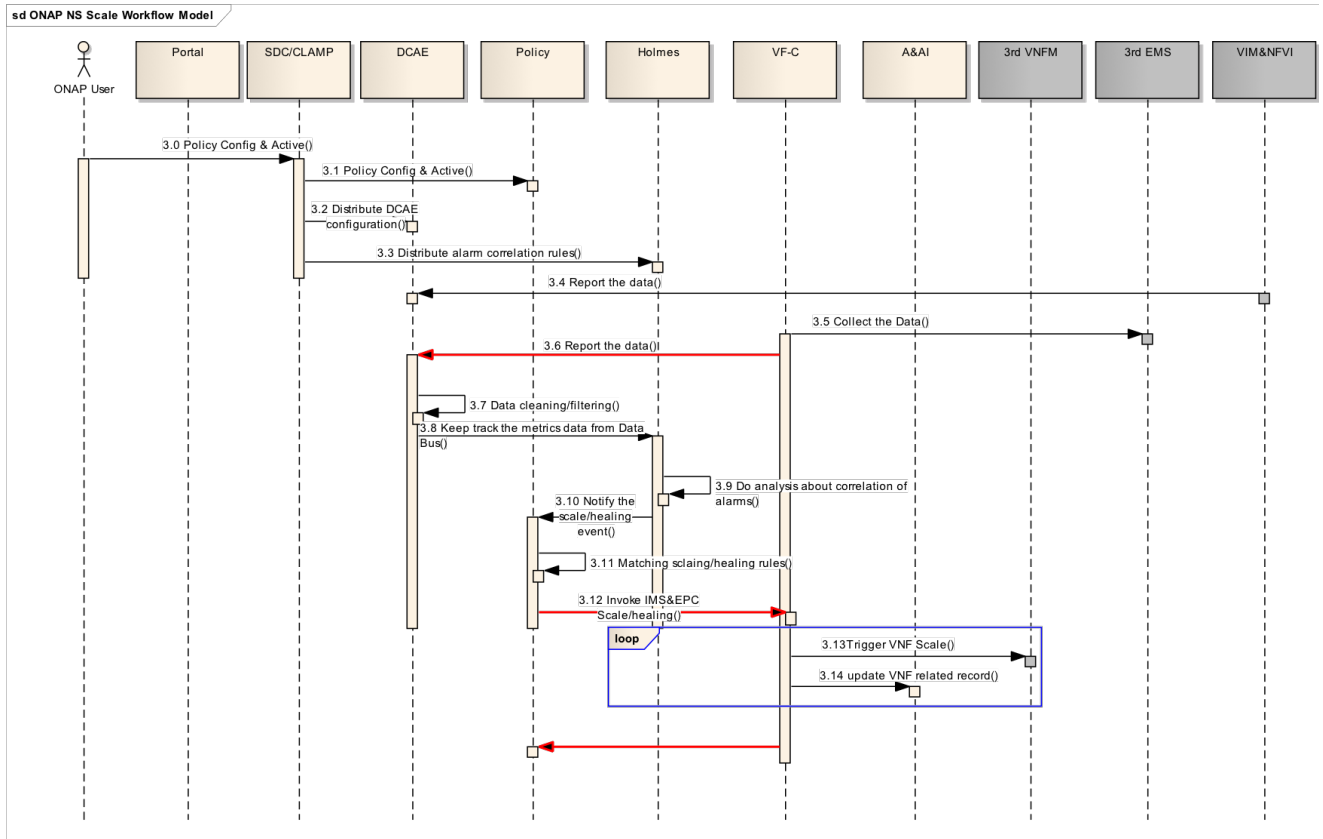 sd ONAP NS Scale Workflow Model
Portal
SDC/CLAMP
DCAE
Policy
Holmes
VF-C
A&AI
3rd VNFM
3rd EMS
VIM&NFVI
ONAP User
3.0 Policy Config & Active()
3.1 Policy Config & Active()
3.2 Distribute DCAE
configuration()
3.3 Distribute alarm correlation rules()
3.4 Report the data()
3.5 Collect the Data()
3.6 Report the data()
3.7 Data cleaning/filtering()
3.8 Keep track the metrics data from Data
Bus()
3.9 Do analysis about correlation of
alarms()
3.10 Notify the
scale/healing
event()
3.11 Matching sclaing/healing rules()
3.12 Invoke IMS&EPC
Scale/healing()
loop
3.13Trigger VNF Scale()
3.14 update VNF related record()